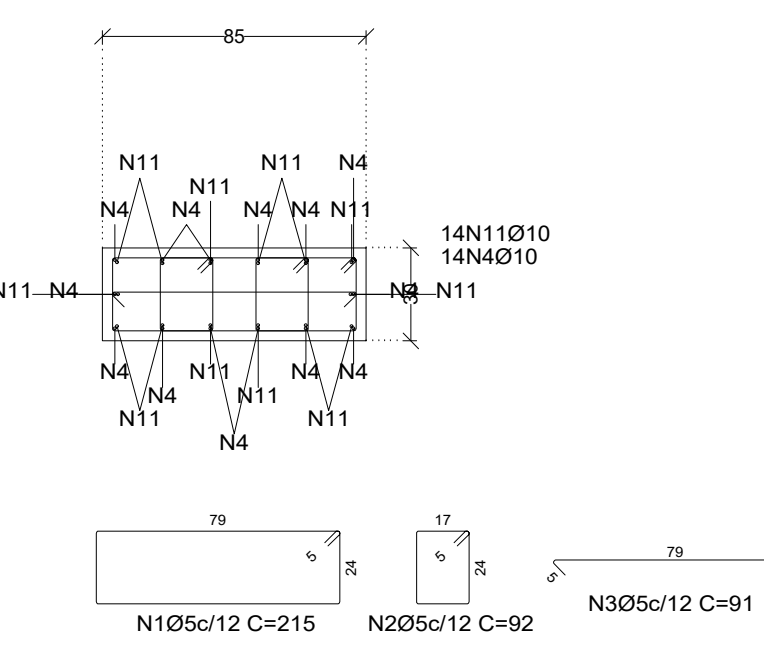 85
N11 N11 N4
N11
N4 N4 N4 N4 N11
14N11Ø10
14N4Ø10
N11 N4 N4 N11
30
N4 N11 N4 N4
N4 N11
N11 N11
N4
79 17
79
5 24 5 24
5
N3Ø5c/12 C=91
N1Ø5c/12 C=215 N2Ø5c/12 C=92